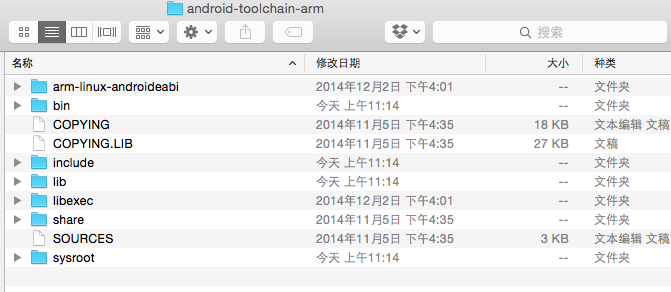 android-toolchain-arm
搜索
名称 修改日期 大小 种类
arm-linux-androideabi 2014年12月2日 下午4:01 -- 文件夹
bin 今天 上午11:14 -- 文件夹
COPYING 2014年11月5日 下午4:35 18 KB 文本编辑 文稿
COPYING.LIB 2014年11月5日 下午4:35 27 KB 文稿
include 今天 上午11:14 -- 文件夹
lib 今天 上午11:14 -- 文件夹
libexec 2014年12月2日 下午4:01 -- 文件夹
share 2014年11月5日 下午4:35 -- 文件夹
SOURCES 2014年11月5日 下午4:35 3 KB 文本编辑 文稿
sysroot 今天 上午11:14 -- 文件夹